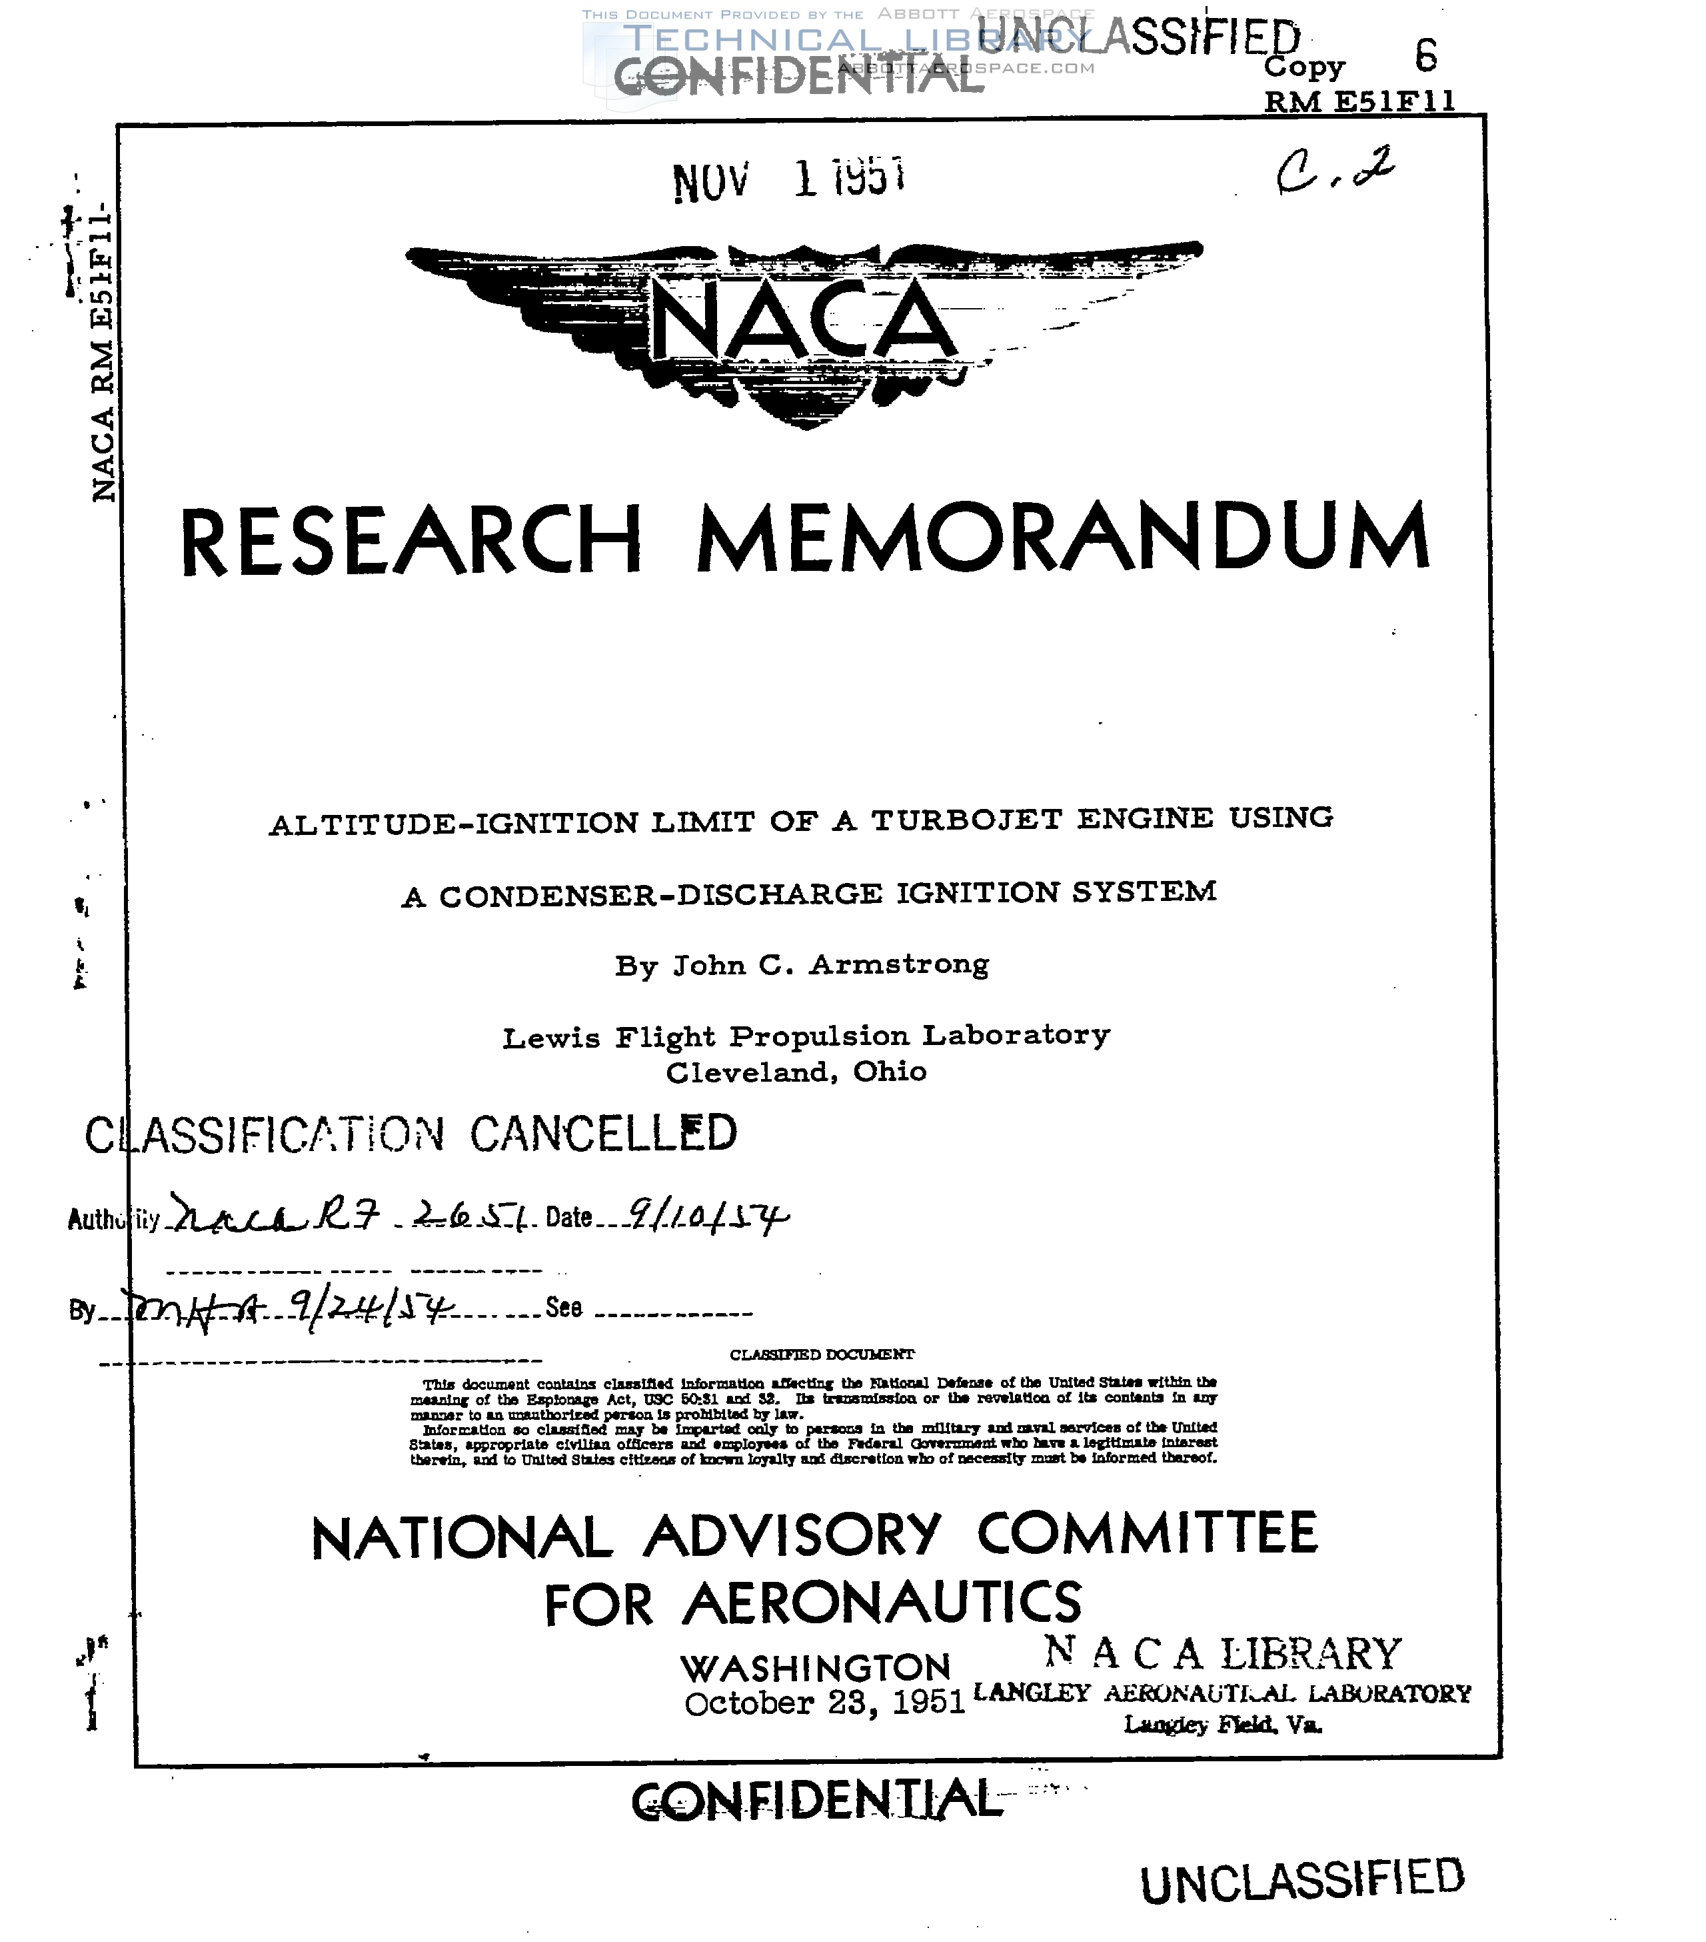 THIS DOCUMENT PROVIDED BY THE ABBOTT AEROSPACE
TECHNICAL LIBRARY
ABBOTTAEROSPACE.COM
UNCLASSIFIED
CONFIDENTIAL
Copy 6
RM E51F11
NOV 1 1951
C.2
NACA RM E51F11
NACA
RESEARCH MEMORANDUM
ALTITUDE-IGNITION LIMIT OF A TURBOJET ENGINE USING
A CONDENSER-DISCHARGE IGNITION SYSTEM
By John C. Armstrong
Lewis Flight Propulsion Laboratory
Cleveland, Ohio
CLASSIFICATION CANCELLED
Authority NACA R7 2651 Date 9/10/54
By MHA 9/24/54 See
CLASSIFIED DOCUMENT
This document contains classified information affecting the National Defense of the United States within the
meaning of the Espionage Act, USC 50:31 and 32. Its transmission or the revelation of its contents in any
manner to an unauthorized person is prohibited by law.
Information so classified may be imparted only to persons in the military and naval services of the United
States, appropriate civilian officers and employees of the Federal Government who have a legitimate interest
therein, and to United States citizens of known loyalty and discretion who of necessity must be informed thereof.
NATIONAL ADVISORY COMMITTEE
FOR AERONAUTICS
WASHINGTON
October 23, 1951
N A C A LIBRARY
LANGLEY AERONAUTICAL LABORATORY
Langley Field, Va.
CONFIDENTIAL
UNCLASSIFIED